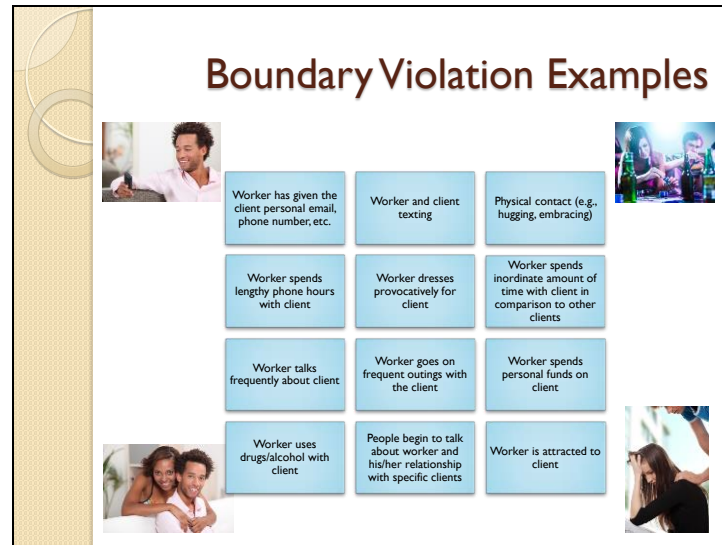 Boundary Violation Examples
Worker has given the
client personal email,
phone number, etc.
Worker and client
texting
Physical contact (e.g.,
hugging, embracing)
Worker spends
lengthy phone hours
with client
Worker dresses
provocatively for
client
Worker spends
inordinate amount of
time with client in
comparison to other
clients
Worker talks
frequently about client
Worker goes on
frequent outings with
the client
Worker spends
personal funds on
client
Worker uses
drugs/alcohol with
client
People begin to talk
about worker and
his/her relationship
with specific clients
Worker is attracted to
client